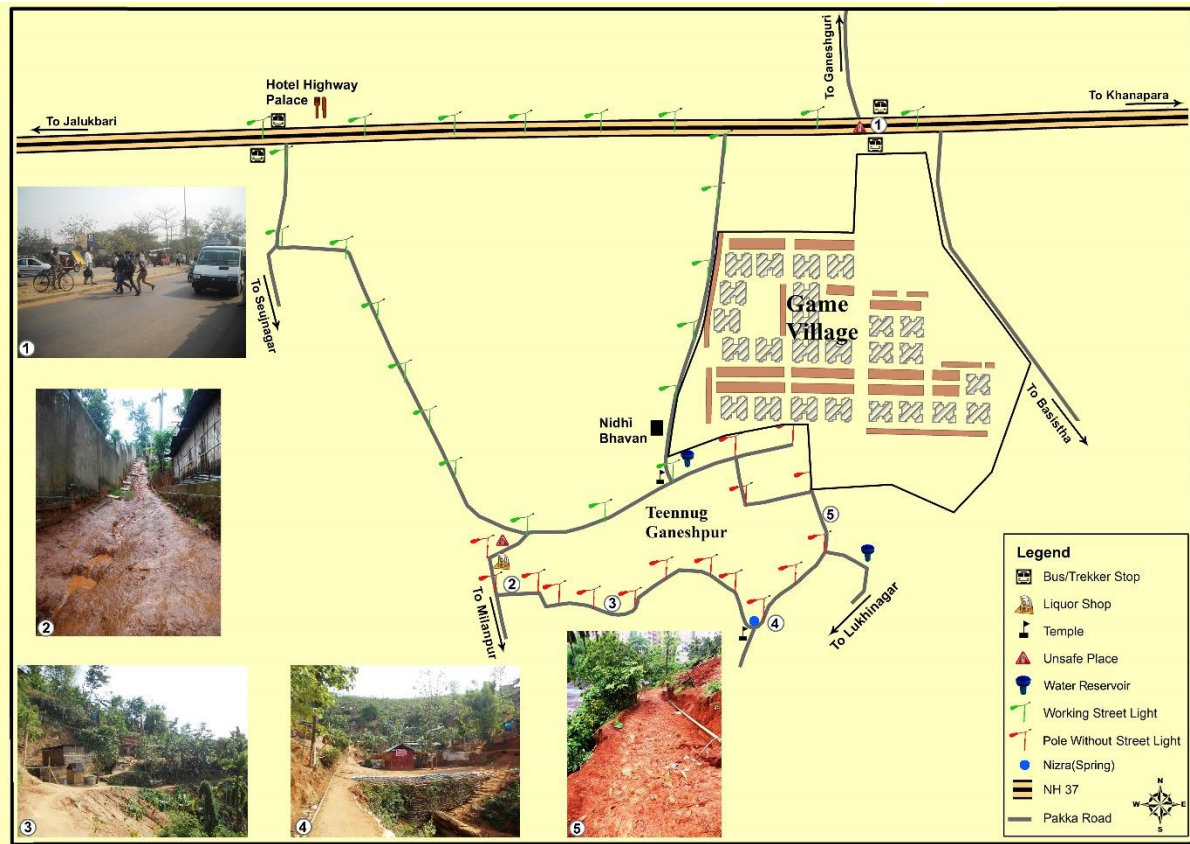 To Ganeshguri
Hotel Highway
Palace
To Jalukbari
To Khanapara
1
To Seujnagar
1
Game
Village
To Basistha
Nidhi
Bhavan
Teennug
Ganeshpur
5
2
3
4
To Milanpur
To Lukhinagar
2
3
4
5
Legend
Bus/Trekker Stop
Liquor Shop
Temple
Unsafe Place
Water Reservoir
Working Street Light
Pole Without Street Light
Nizra(Spring)
NH 37
Pakka Road
N
W E
S